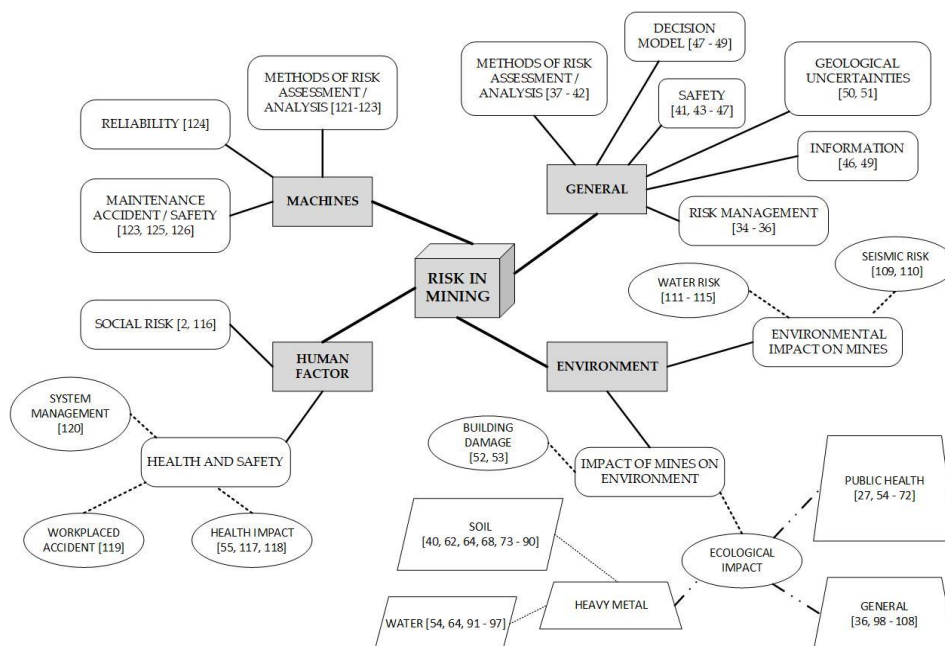 DECISION
MODEL [47 - 49]
METHODS OF RISK
ASSESSMENT /
ANALYSIS [121-123]
METHODS OF RISK
ASSESSMENT /
ANALYSIS [37 - 42]
GEOLOGICAL
UNCERTAINTIES
[50, 51]
SAFETY
[41, 43 - 47]
RELIABILITY [124]
INFORMATION
[46, 49]
MACHINES
GENERAL
MAINTENANCE
ACCIDENT / SAFETY
[123, 125, 126]
RISK MANAGEMENT
[34 - 36]
RISK IN
MINING
SEISMIC RISK
[109, 110]
WATER RISK
[111 - 115]
SOCIAL RISK [2, 116]
ENVIRONMENTAL
IMPACT ON MINES
HUMAN
FACTOR
ENVIRONMENT
SYSTEM
MANAGEMENT
[120]
BUILDING
DAMAGE
[52, 53]
HEALTH AND SAFETY
IMPACT OF MINES ON
ENVIRONMENT
PUBLIC HEALTH
[27, 54 - 72]
WORKPLACED
ACCIDENT [119]
HEALTH IMPACT
[55, 117, 118]
SOIL
[40, 62, 64, 68, 73 - 90]
ECOLOGICAL
IMPACT
HEAVY METAL
GENERAL
[36, 98 - 108]
WATER [54, 64, 91 - 97]